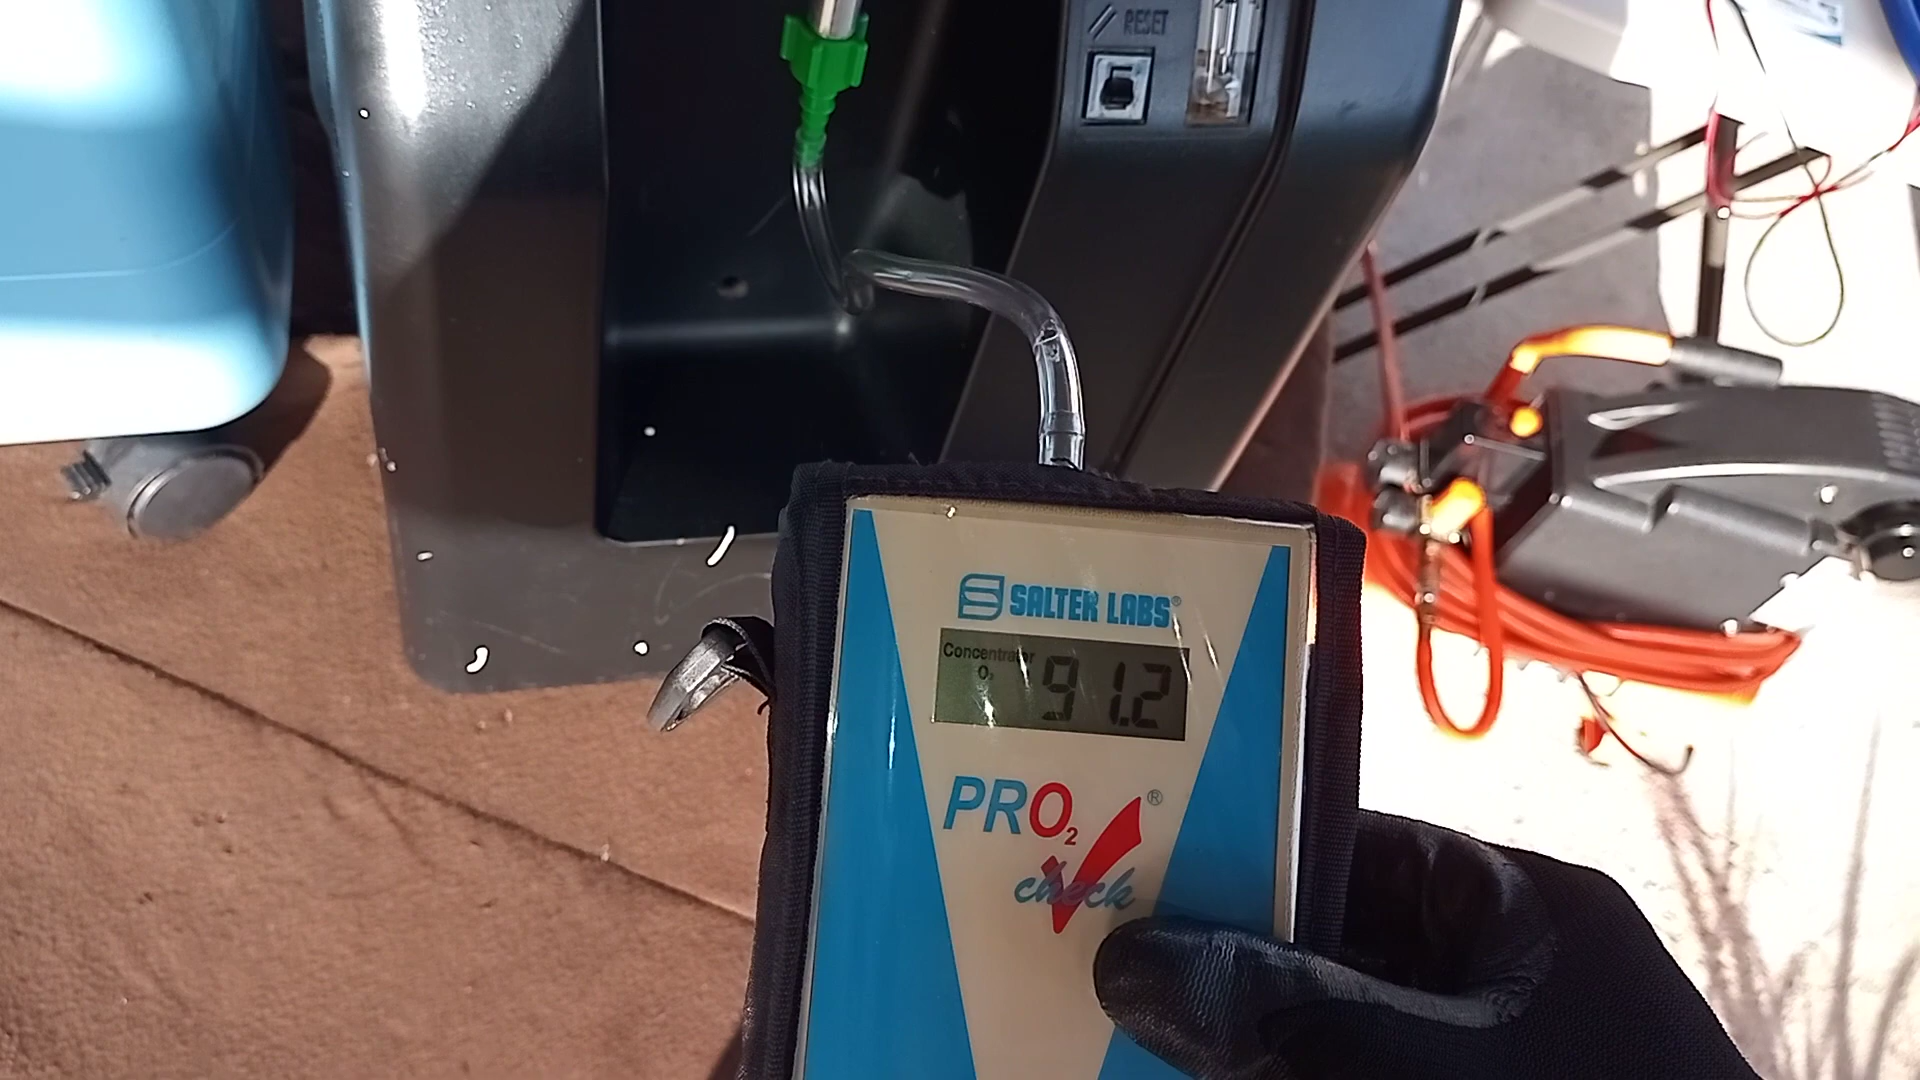 RESET
SALTER LABS®
Concentrator
O₂
91.2
PRO₂ ®
check